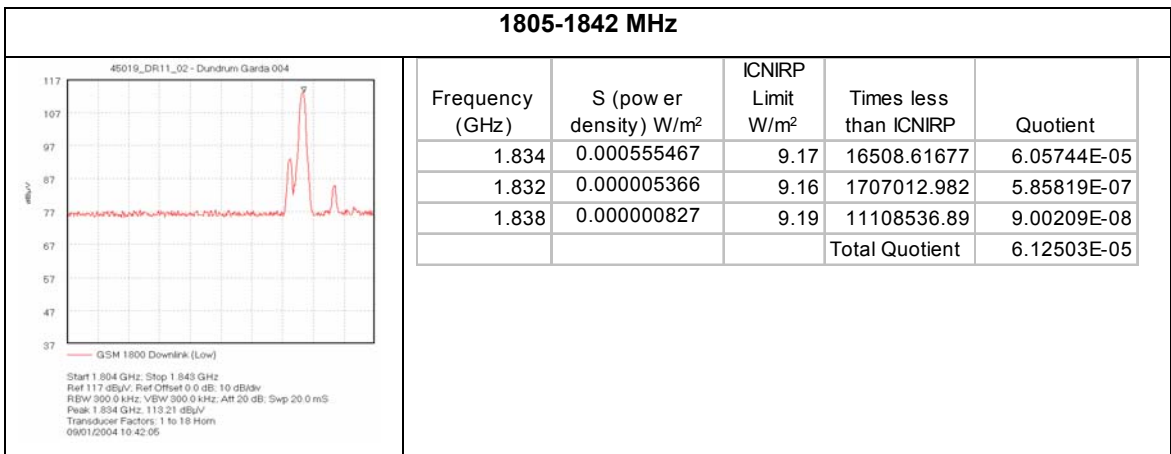 1805-1842 MHz
45019_DR11_02 - Dundrum Garda 004
117
107
97
87
77
67
57
47
37
dBµV
GSM 1800 Downlink (Low)
Start 1.804 GHz; Stop 1.843 GHz
Ref 117 dBµV; Ref Offset 0.0 dB; 10 dB/div
RBW 300.0 kHz; VBW 300.0 kHz; Att 20 dB; Swp 20.0 mS
Peak 1.834 GHz, 113.21 dBµV
Transducer Factors; 1 to 18 Horn
09/01/2004 10:42:05
Frequency (GHz) S (pow er density) W/m² ICNIRP Limit W/m² Times less than ICNIRP Quotient
1.834 0.000555467 9.17 16508.61677 6.05744E-05
1.832 0.000005366 9.16 1707012.982 5.85819E-07
1.838 0.000000827 9.19 11108536.89 9.00209E-08
Total Quotient 6.12503E-05